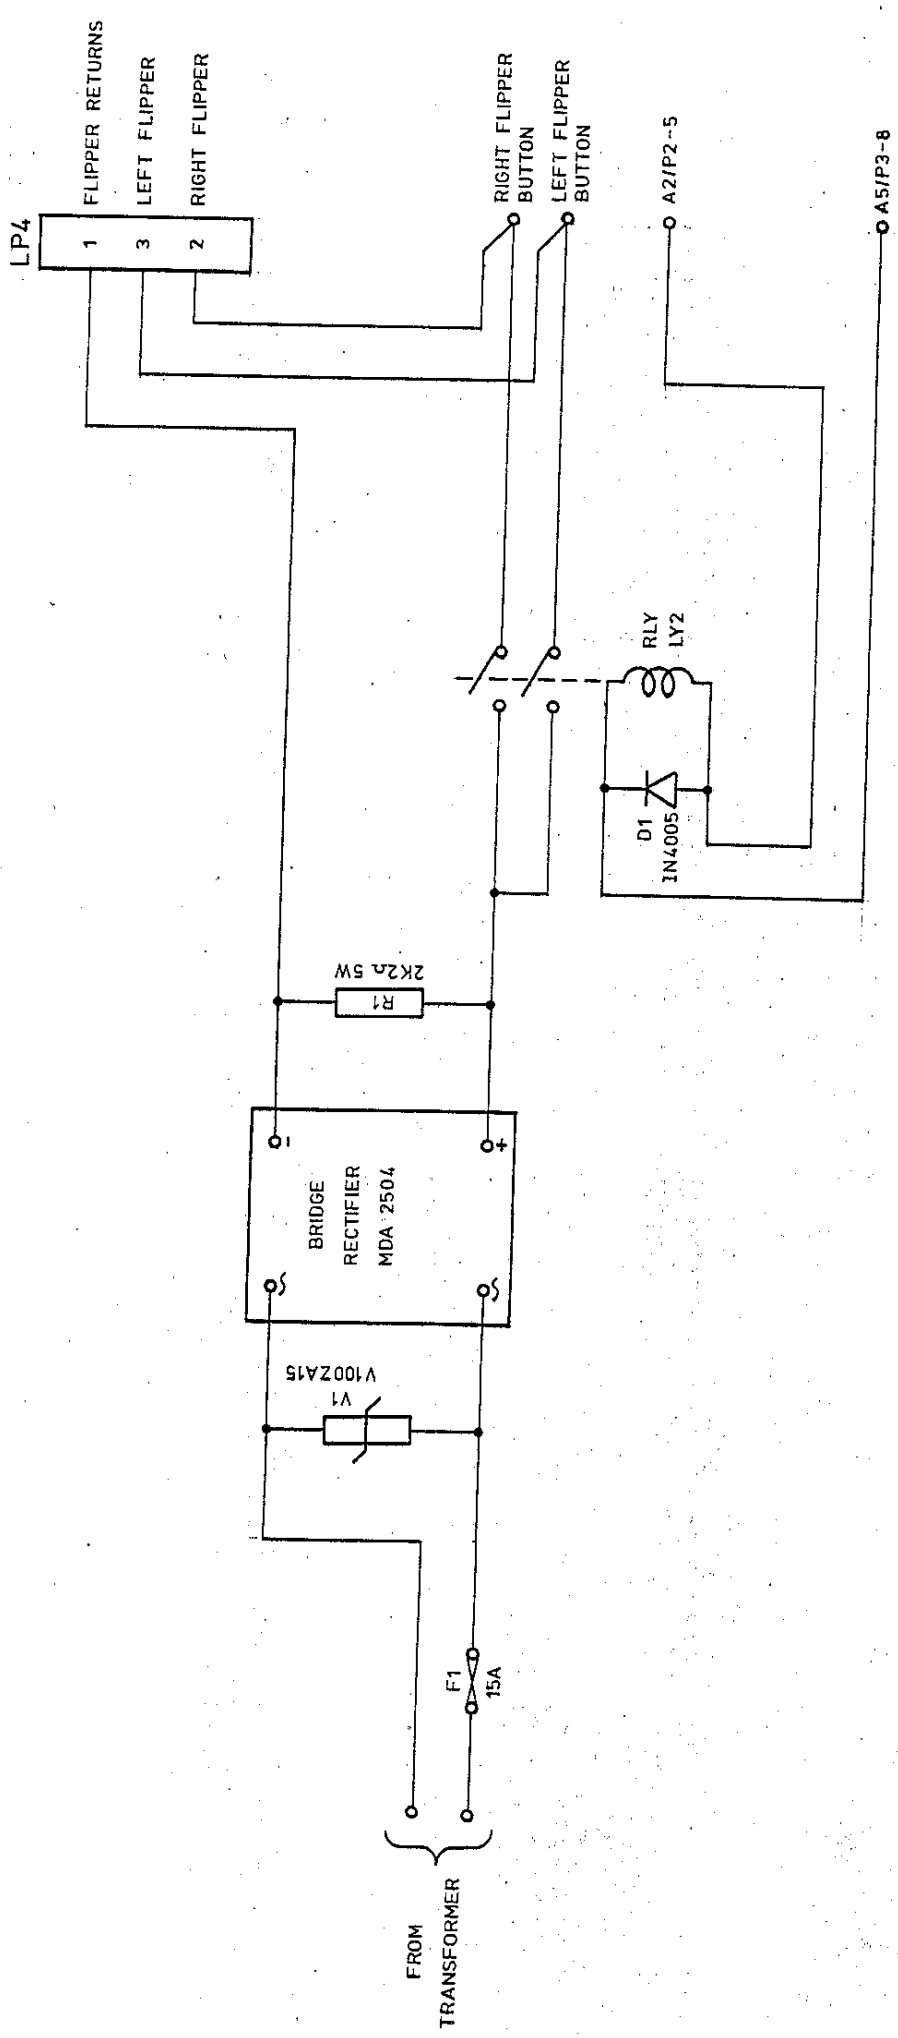 FROM
TRANSFORMER
F1
15A
V1
V100ZA15
BRIDGE
RECTIFIER
MDA 2504
~
~
-
+
R1
2K2Ω 5W
D1
1N4005
RLY
LY2
LP4
1
3
2
FLIPPER RETURNS
LEFT FLIPPER
RIGHT FLIPPER
RIGHT FLIPPER
BUTTON
LEFT FLIPPER
BUTTON
A2/P2-5
A5/P3-8